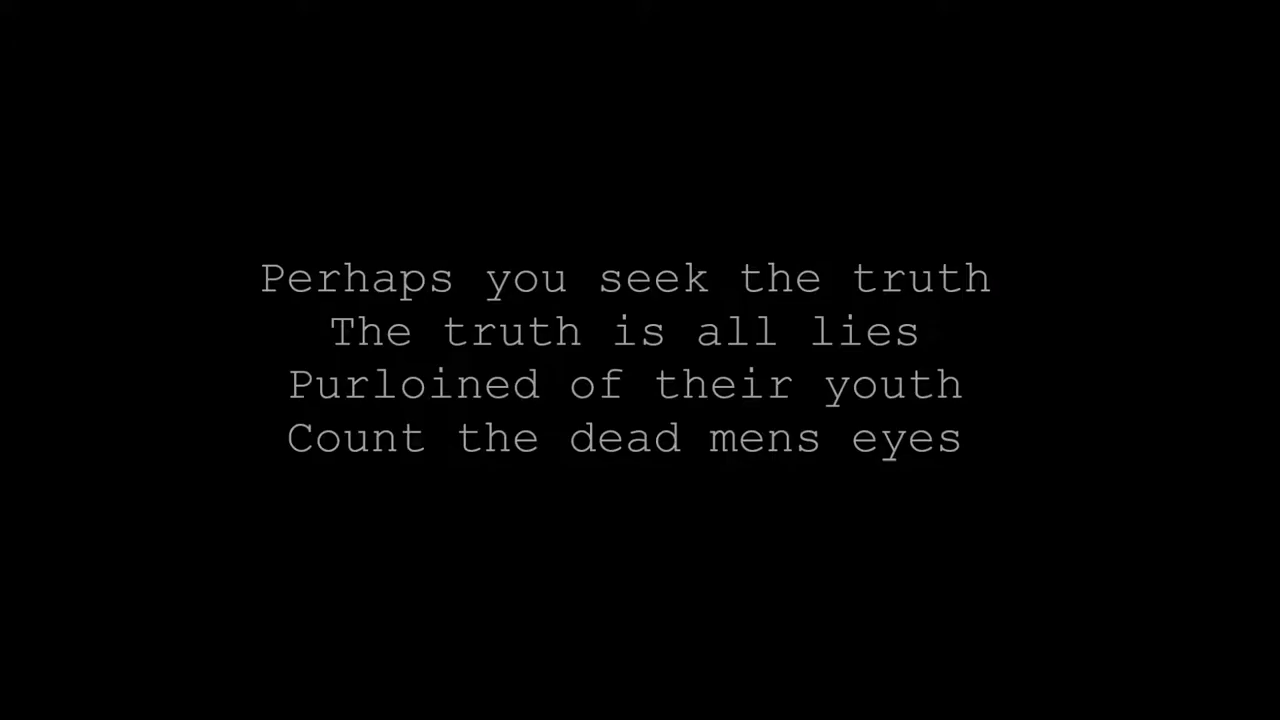 Perhaps you seek the truth
The truth is all lies
Purloined of their youth
Count the dead mens eyes